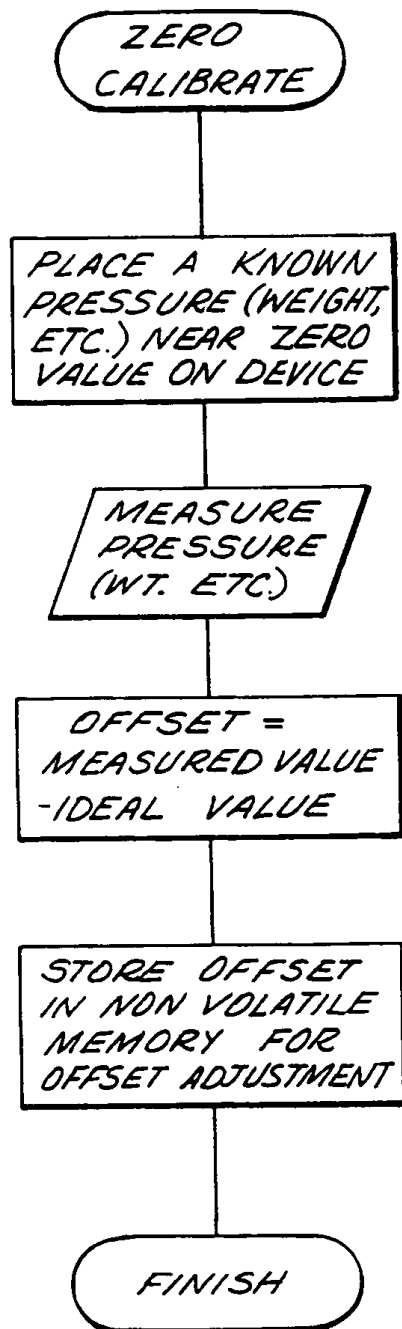 ZERO
CALIBRATE
PLACE A KNOWN
PRESSURE (WEIGHT,
ETC.) NEAR ZERO
VALUE ON DEVICE
MEASURE
PRESSURE
(WT. ETC.)
OFFSET =
MEASURED VALUE
-IDEAL VALUE
STORE OFFSET
IN NON VOLATILE
MEMORY FOR
OFFSET ADJUSTMENT
FINISH